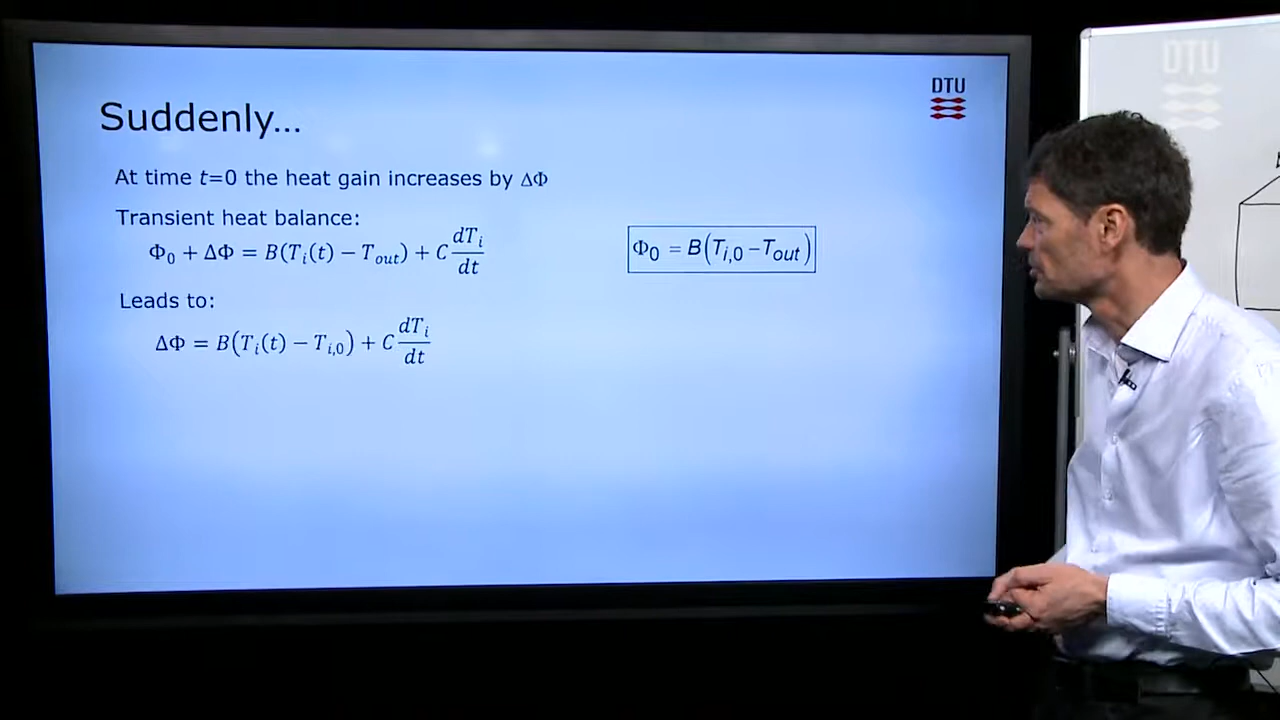 DTU
DTU
Suddenly...
At time t=0 the heat gain increases by ΔΦ
Transient heat balance:
Φ₀ + ΔΦ = B(Tᵢ(t) − Tₒᵤₜ) + C dTᵢ/dt
Φ₀ = B(Tᵢ,₀ − Tₒᵤₜ)
Leads to:
ΔΦ = B(Tᵢ(t) − Tᵢ,₀) + C dTᵢ/dt